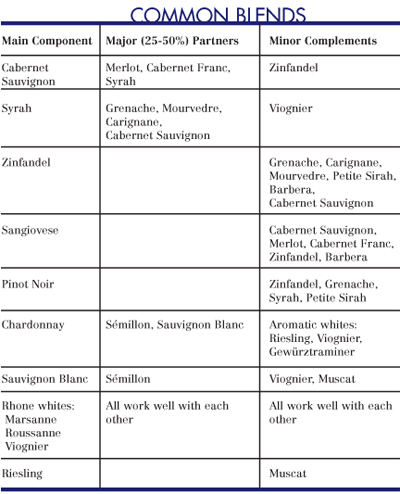 COMMON BLENDS
Main Component Major (25-50%) Partners Minor Complements
Cabernet Sauvignon Merlot, Cabernet Franc, Syrah Zinfandel
Syrah Grenache, Mourvedre, Carignane, Cabernet Sauvignon Viognier
Zinfandel Grenache, Carignane, Mourvedre, Petite Sirah, Barbera, Cabernet Sauvignon
Sangiovese Cabernet Sauvignon, Merlot, Cabernet Franc, Zinfandel, Barbera
Pinot Noir Zinfandel, Grenache, Syrah, Petite Sirah
Chardonnay Sémillon, Sauvignon Blanc Aromatic whites: Riesling, Viognier, Gewürztraminer
Sauvignon Blanc Sémillon Viognier, Muscat
Rhone whites: Marsanne Roussanne Viognier All work well with each other All work well with each other
Riesling Muscat